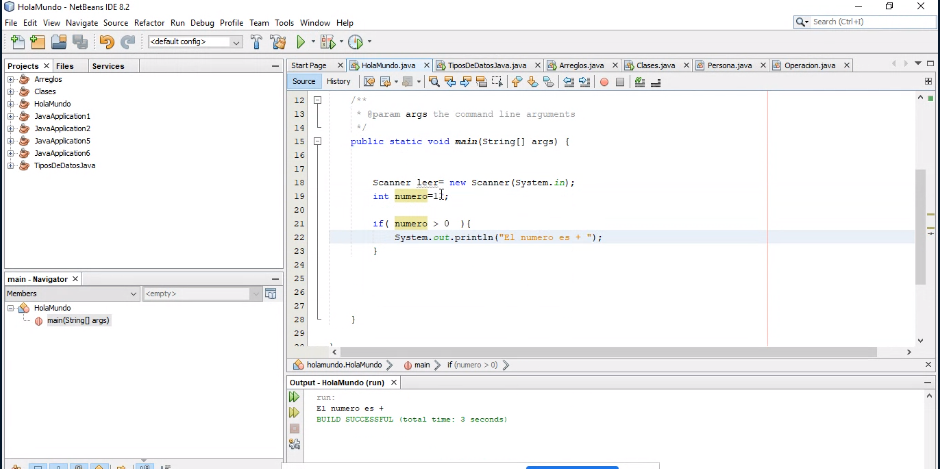 HolaMundo - NetBeans IDE 8.2
File Edit View Navigate Source Refactor Run Debug Profile Team Tools Window Help
Search (Ctrl+I)
<default config>
Projects Files Services
Arreglos
Clases
HolaMundo
JavaApplication1
JavaApplication2
JavaApplication5
JavaApplication6
TiposDeDatosJava
main - Navigator
Members <empty>
HolaMundo
main(String[] args)
Start Page HolaMundo.java TiposDeDatosJava.java Arreglos.java Clases.java Persona.java Operacion.java
Source History
12 /**
13 * @param args the command line arguments
14 */
15 public static void main(String[] args) {
16
17
18 Scanner leer= new Scanner(System.in);
19 int numero=1;
20
21 if( numero > 0 ){
22 System.out.println("El numero es + ");
23 }
24
25
26
27
28 }
29
holamundo.HolaMundo main if (numero > 0)
Output - HolaMundo (run)
run:
El numero es +
BUILD SUCCESSFUL (total time: 3 seconds)